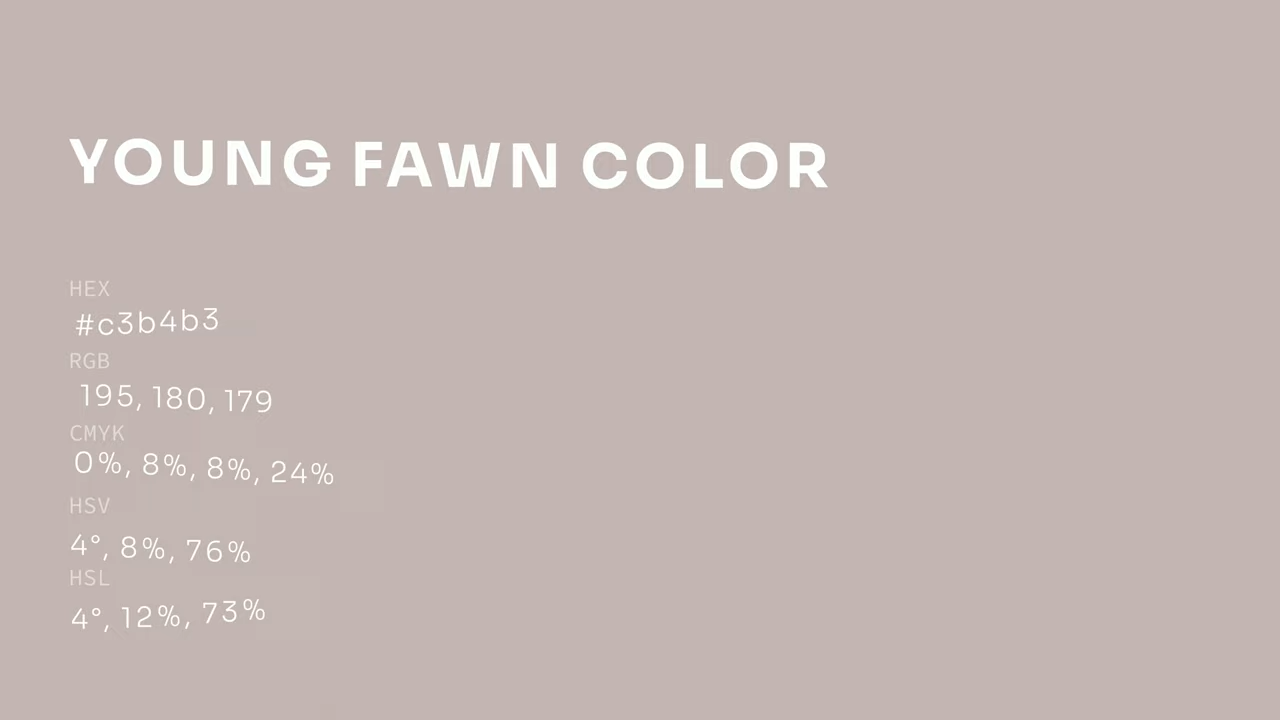 YOUNG FAWN COLOR
HEX
#c3b4b3
RGB
195, 180, 179
CMYK
0%, 8%, 8%, 24%
HSV
4°, 8%, 76%
HSL
4°, 12%, 73%